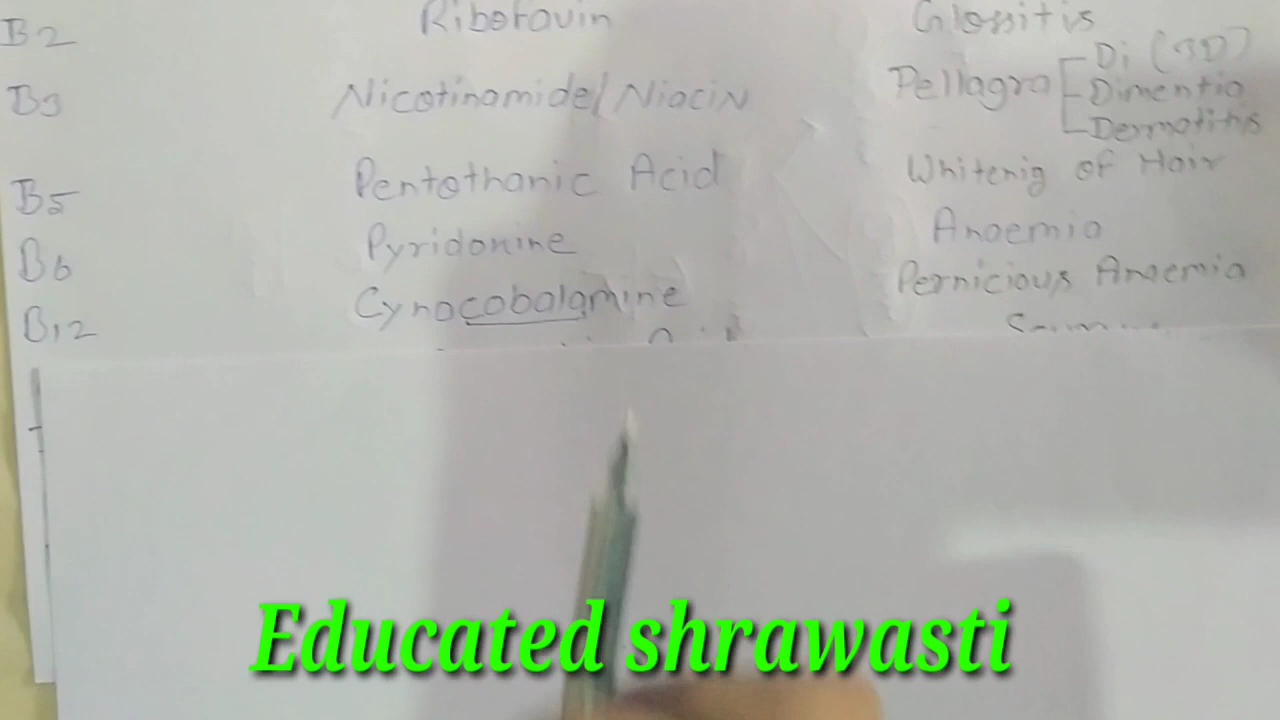 B2 Ribofavin Glossitis
B3 Nicotinamide/Niacin Pellagra Di (3D)
Dimentia
Dermatitis
B5 Pentothanic Acid Whitenig of Hair
B6 Pyridonine Anaemia
B12 Cynocobalamine Pernicious Anaemia
Educated shrawasti